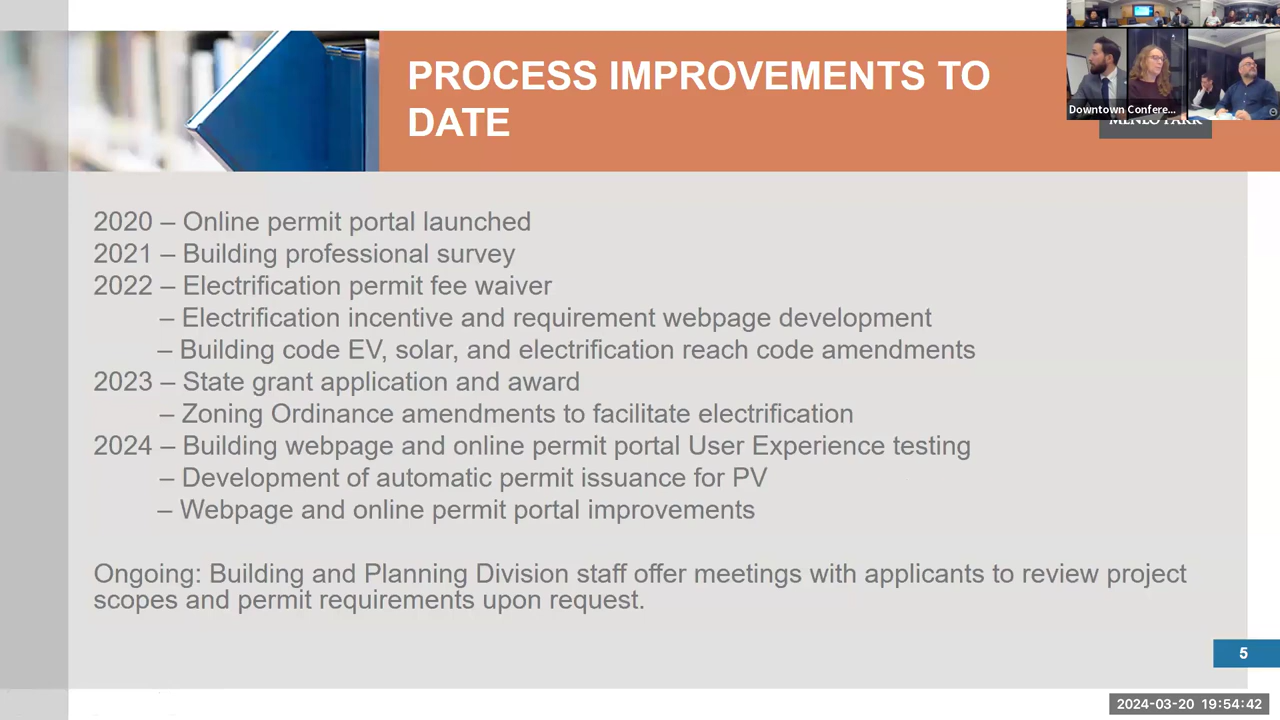 PROCESS IMPROVEMENTS TO
DATE
Downtown Confere...
MENLO PARK
2020 – Online permit portal launched
2021 – Building professional survey
2022 – Electrification permit fee waiver
– Electrification incentive and requirement webpage development
– Building code EV, solar, and electrification reach code amendments
2023 – State grant application and award
– Zoning Ordinance amendments to facilitate electrification
2024 – Building webpage and online permit portal User Experience testing
– Development of automatic permit issuance for PV
– Webpage and online permit portal improvements
Ongoing: Building and Planning Division staff offer meetings with applicants to review project
scopes and permit requirements upon request.
5
2024-03-20 19:54:42